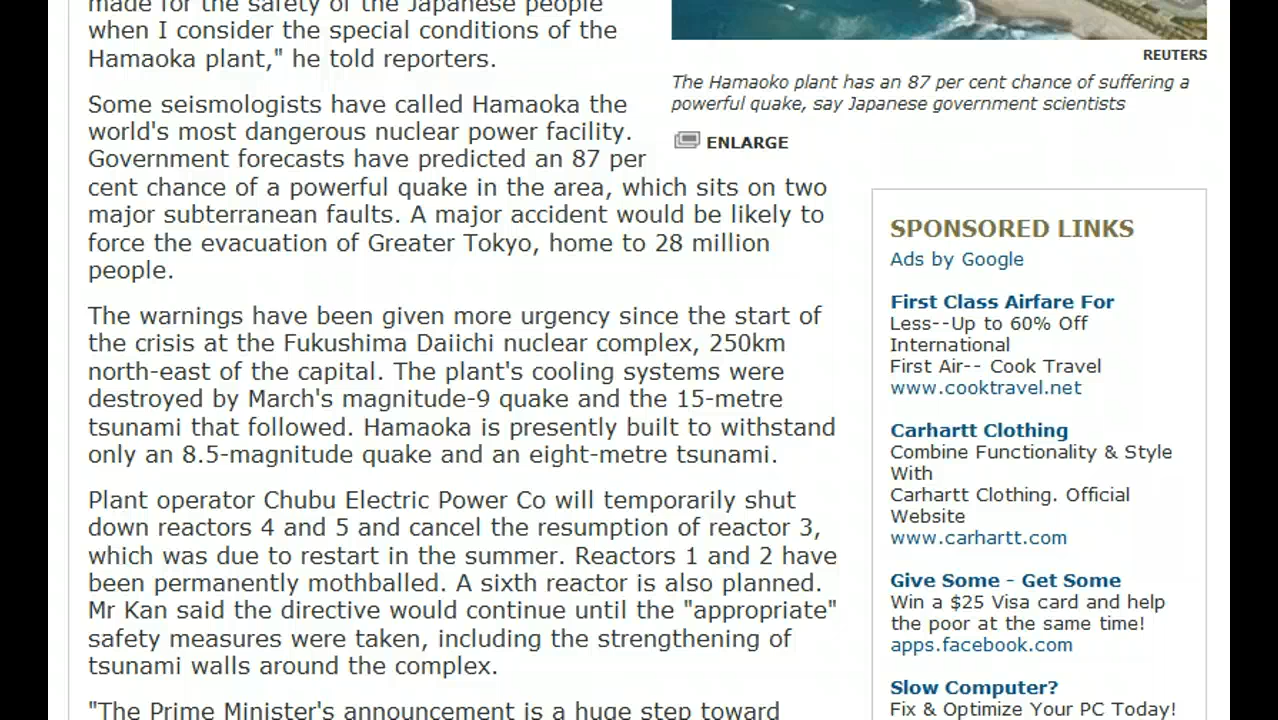 made for the safety of the Japanese people
when I consider the special conditions of the
Hamaoka plant," he told reporters.
Some seismologists have called Hamaoka the
world's most dangerous nuclear power facility.
Government forecasts have predicted an 87 per
cent chance of a powerful quake in the area, which sits on two
major subterranean faults. A major accident would be likely to
force the evacuation of Greater Tokyo, home to 28 million
people.
The warnings have been given more urgency since the start of
the crisis at the Fukushima Daiichi nuclear complex, 250km
north-east of the capital. The plant's cooling systems were
destroyed by March's magnitude-9 quake and the 15-metre
tsunami that followed. Hamaoka is presently built to withstand
only an 8.5-magnitude quake and an eight-metre tsunami.
Plant operator Chubu Electric Power Co will temporarily shut
down reactors 4 and 5 and cancel the resumption of reactor 3,
which was due to restart in the summer. Reactors 1 and 2 have
been permanently mothballed. A sixth reactor is also planned.
Mr Kan said the directive would continue until the "appropriate"
safety measures were taken, including the strengthening of
tsunami walls around the complex.
"The Prime Minister's announcement is a huge step toward
REUTERS
The Hamaoko plant has an 87 per cent chance of suffering a
powerful quake, say Japanese government scientists
ENLARGE
SPONSORED LINKS
Ads by Google
First Class Airfare For
Less--Up to 60% Off
International
First Air-- Cook Travel
www.cooktravel.net
Carhartt Clothing
Combine Functionality & Style
With
Carhartt Clothing. Official
Website
www.carhartt.com
Give Some - Get Some
Win a $25 Visa card and help
the poor at the same time!
apps.facebook.com
Slow Computer?
Fix & Optimize Your PC Today!